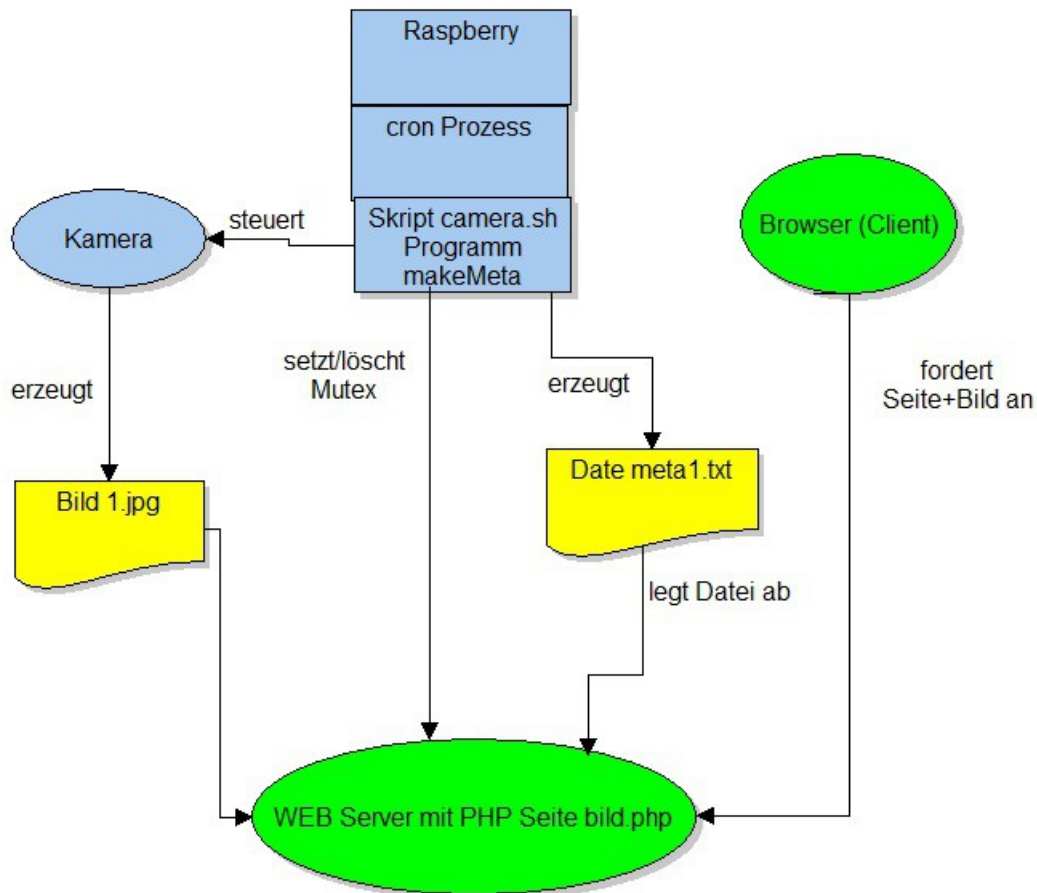 Raspberry
cron Prozess
Skript camera.sh
Programm
makeMeta
steuert
Kamera
Browser (Client)
erzeugt
setzt/löscht
Mutex
erzeugt
fordert
Seite+Bild an
Bild 1.jpg
Date meta1.txt
legt Datei ab
WEB Server mit PHP Seite bild.php